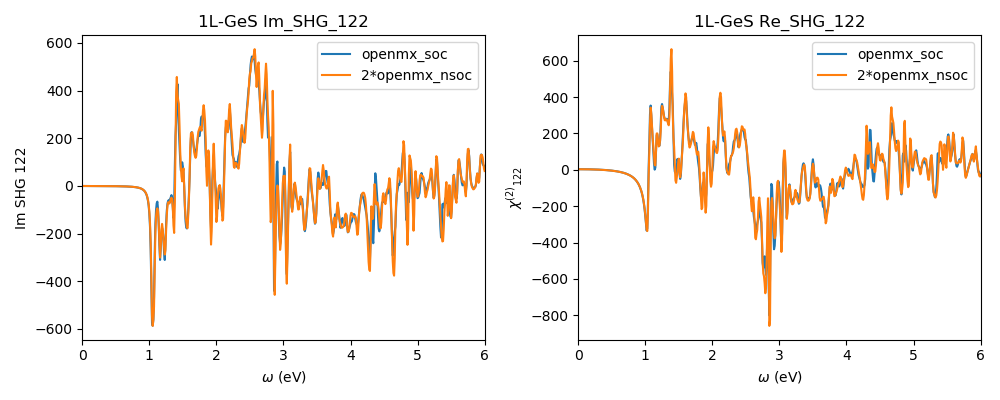 1L-GeS Im_SHG_122
600
400
200
0
−200
−400
−600
Im SHG 122
0 1 2 3 4 5 6
ω (eV)
openmx_soc
2*openmx_nsoc
1L-GeS Re_SHG_122
600
400
200
0
−200
−400
−600
−800
χ⁽²⁾₁₂₂
0 1 2 3 4 5 6
ω (eV)
openmx_soc
2*openmx_nsoc